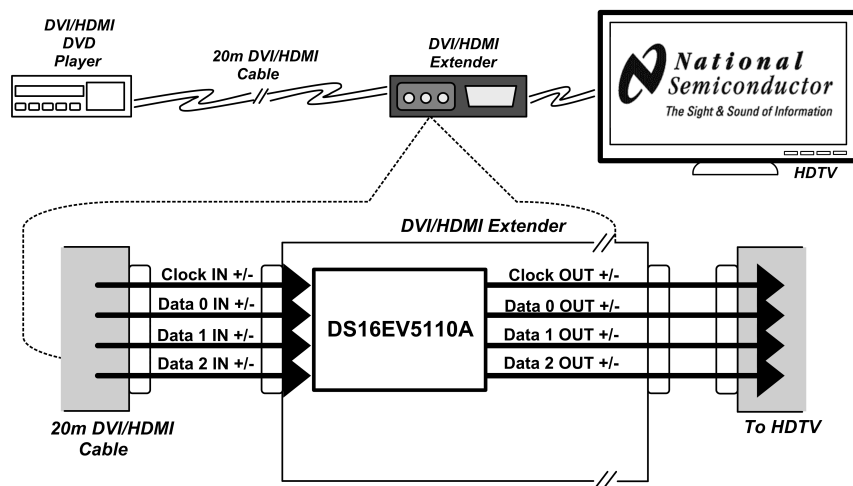 DVI/HDMI
DVD
Player
20m DVI/HDMI
Cable
DVI/HDMI
Extender
National
Semiconductor
The Sight & Sound of Information
HDTV
DVI/HDMI Extender
Clock IN +/-
Data 0 IN +/-
Data 1 IN +/-
Data 2 IN +/-
DS16EV5110A
Clock OUT +/-
Data 0 OUT +/-
Data 1 OUT +/-
Data 2 OUT +/-
20m DVI/HDMI
Cable
To HDTV